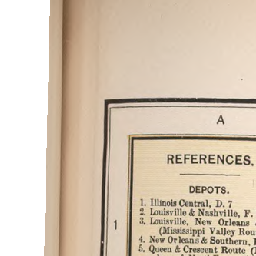 A
REFERENCES.
DEPOTS.
1
1. Illinois Central, D. 7
2. Louisville & Nashville, F.
3. Louisville, New Orleans
(Mississippi Valley Rou
4. New Orleans & Southern,
5. Queen & Crescent Route (